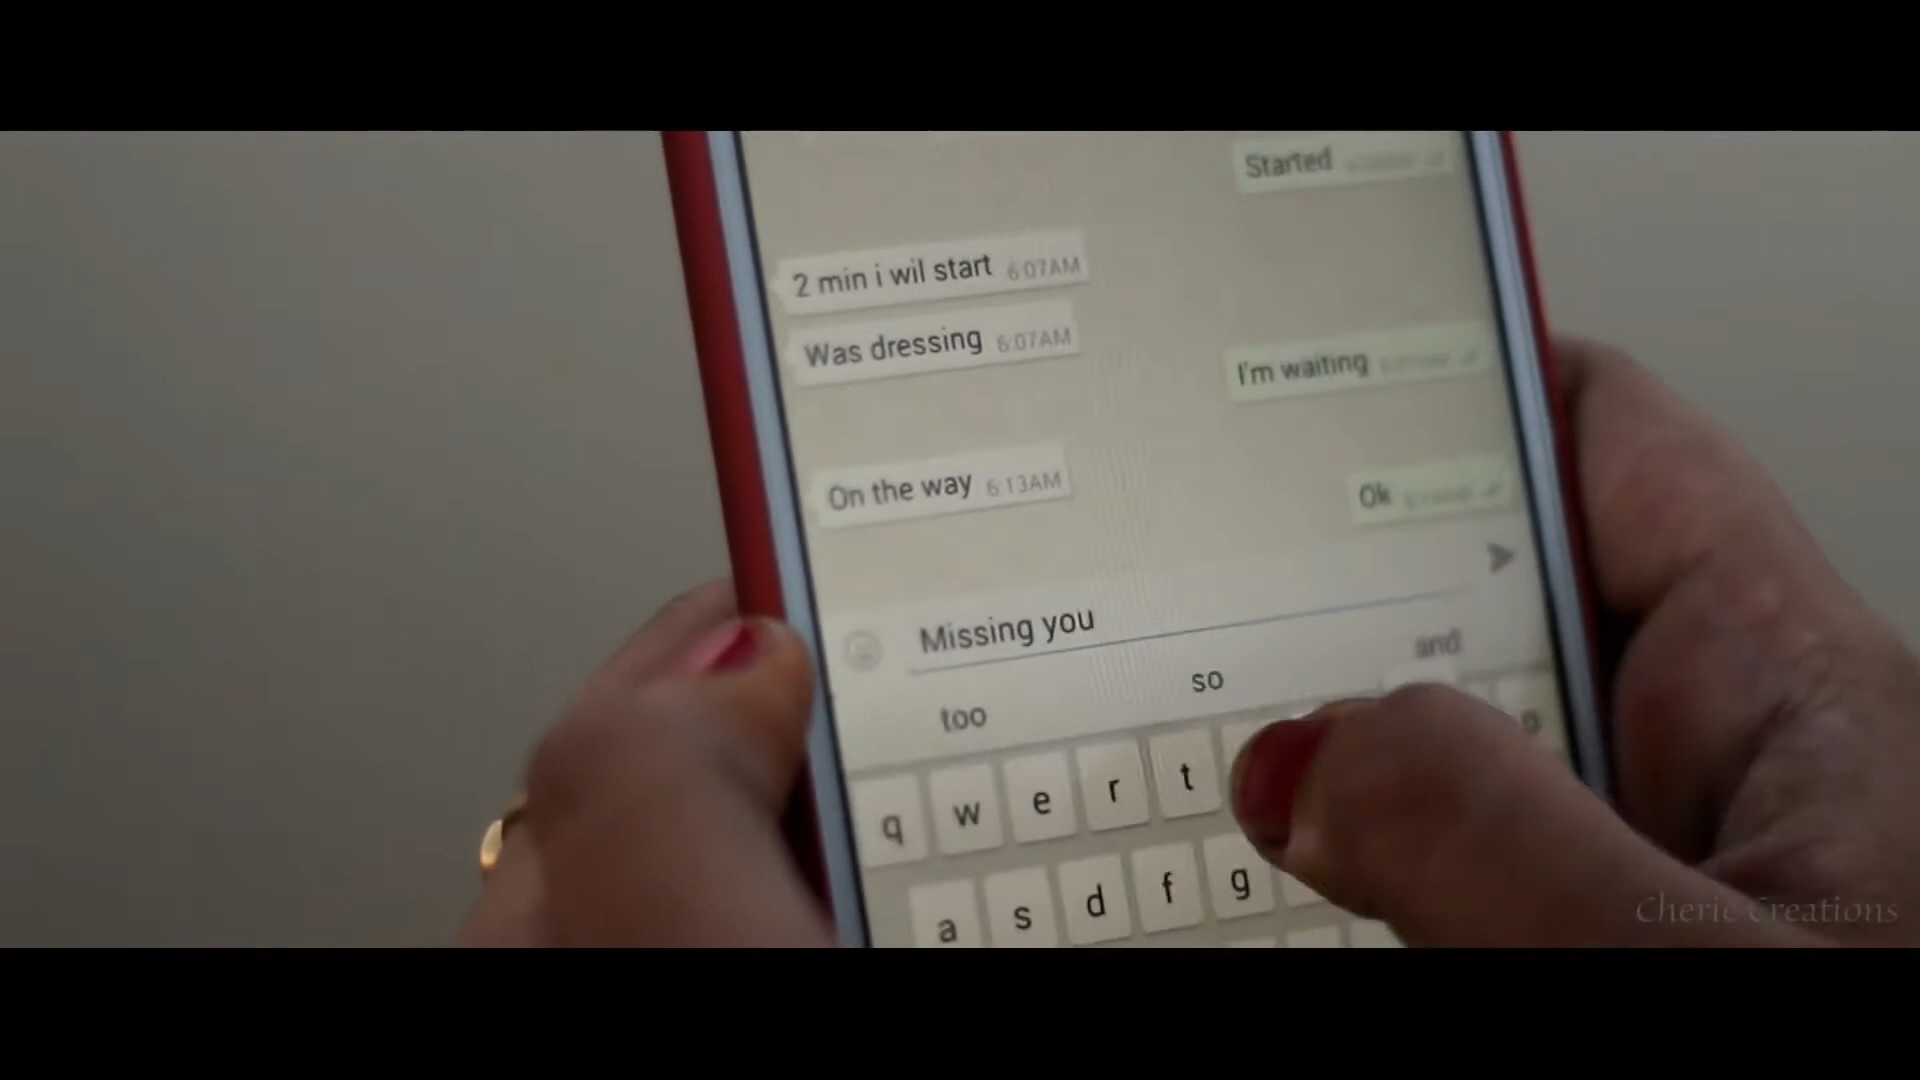 Started
2 min i wil start 6:07AM
Was dressing 6:07AM
I'm waiting
On the way 6:13AM
Ok
Missing you
too so and
q w e r t
a s d f g
Cheric Creations